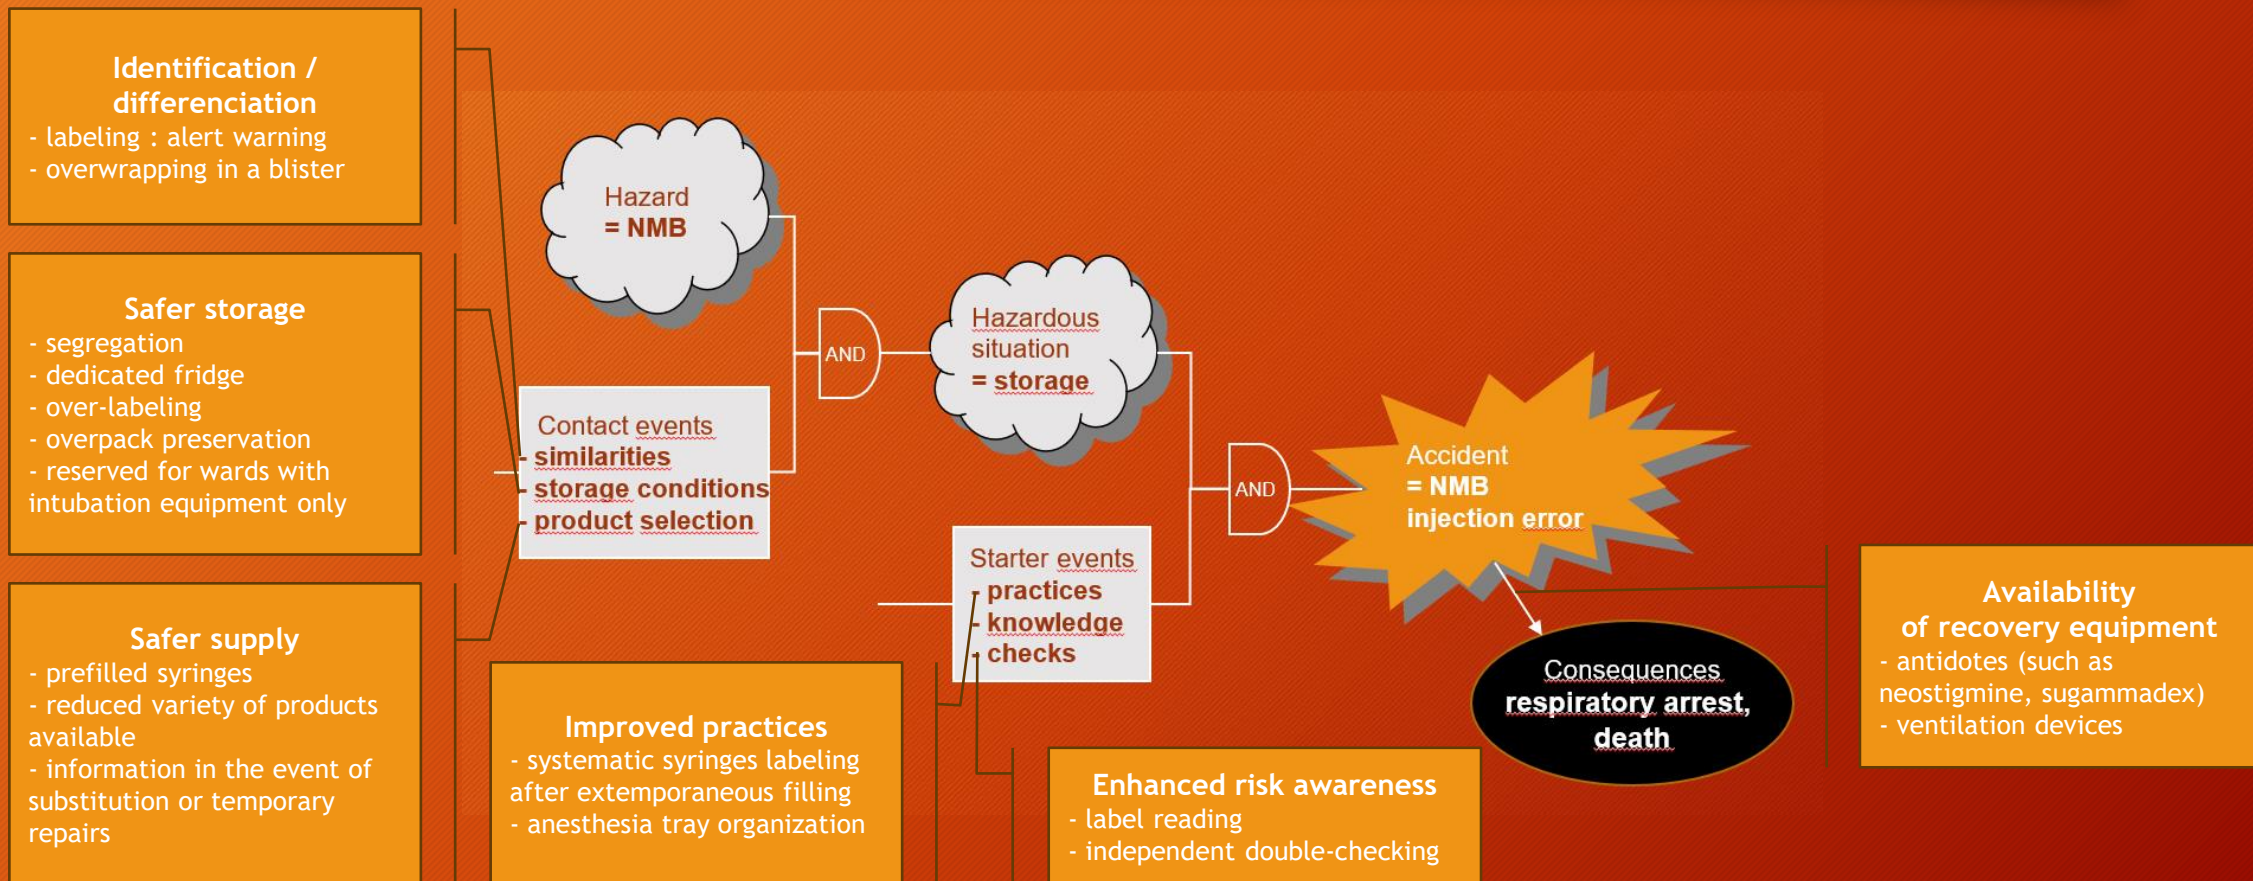 Identification /
differenciation
- labeling : alert warning
- overwrapping in a blister
Safer storage
- segregation
- dedicated fridge
- over-labeling
- overpack preservation
- reserved for wards with
intubation equipment only
Safer supply
- prefilled syringes
- reduced variety of products
available
- information in the event of
substitution or temporary
repairs
Hazard
= NMB
Contact events
- similarities
- storage conditions
- product selection
AND
Hazardous
situation
= storage
Starter events
- practices
- knowledge
- checks
AND
Accident
= NMB
injection error
Consequences
respiratory arrest,
death
Improved practices
- systematic syringes labeling
after extemporaneous filling
- anesthesia tray organization
Enhanced risk awareness
- label reading
- independent double-checking
Availability
of recovery equipment
- antidotes (such as
neostigmine, sugammadex)
- ventilation devices